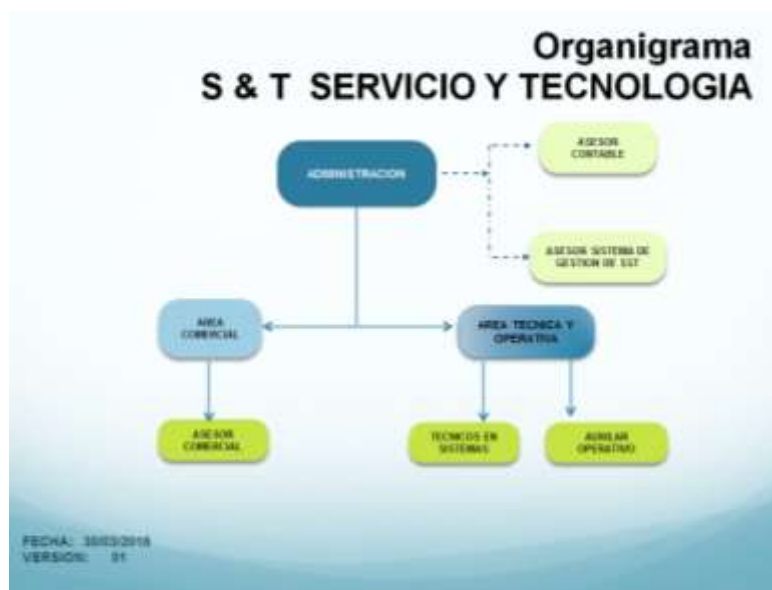 Organigrama
S & T SERVICIO Y TECNOLOGIA
ADMINISTRACION
ASESOR
CONTABLE
ASESOR SISTEMA DE
GESTION DE SST
AREA
COMERCIAL
AREA TECNICA Y
OPERATIVA
ASESOR
COMERCIAL
TECNICOS EN
SISTEMAS
AUXILIAR
OPERATIVO
FECHA:
VERSION: 01